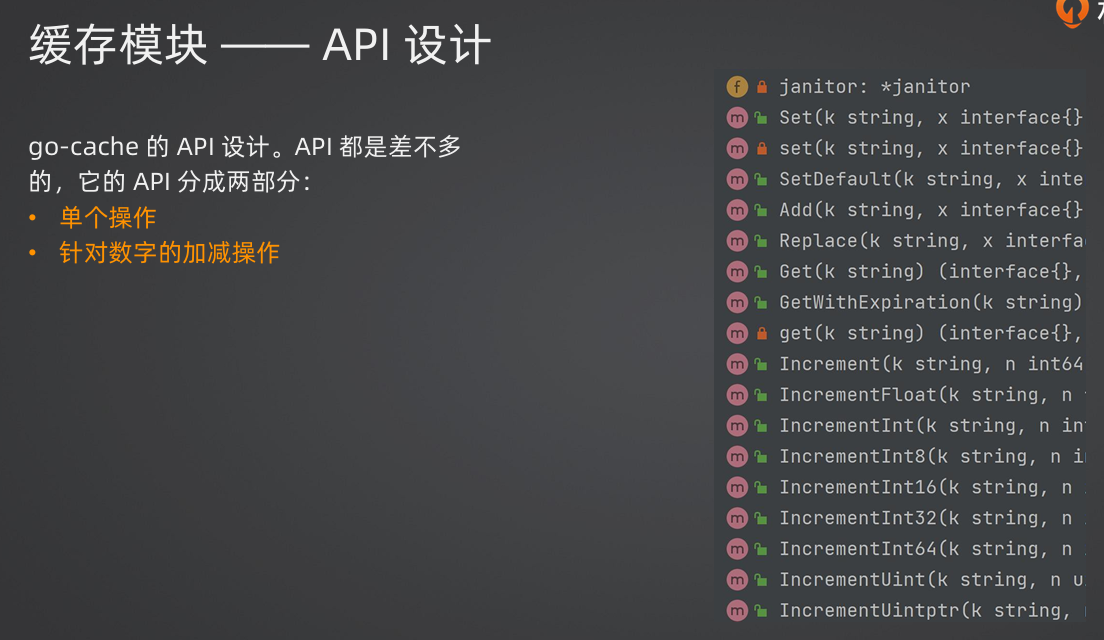 缓存模块 —— API 设计
go-cache 的 API 设计。API 都是差不多
的，它的 API 分成两部分：
• 单个操作
• 针对数字的加减操作
f janitor: *janitor
m Set(k string, x interface{}
m set(k string, x interface{}
m SetDefault(k string, x inte
m Add(k string, x interface{}
m Replace(k string, x interfa
m Get(k string) (interface{},
m GetWithExpiration(k string)
m get(k string) (interface{},
m Increment(k string, n int64
m IncrementFloat(k string, n
m IncrementInt(k string, n in
m IncrementInt8(k string, n i
m IncrementInt16(k string, n
m IncrementInt32(k string, n
m IncrementInt64(k string, n
m IncrementUint(k string, n u
m IncrementUintptr(k string,